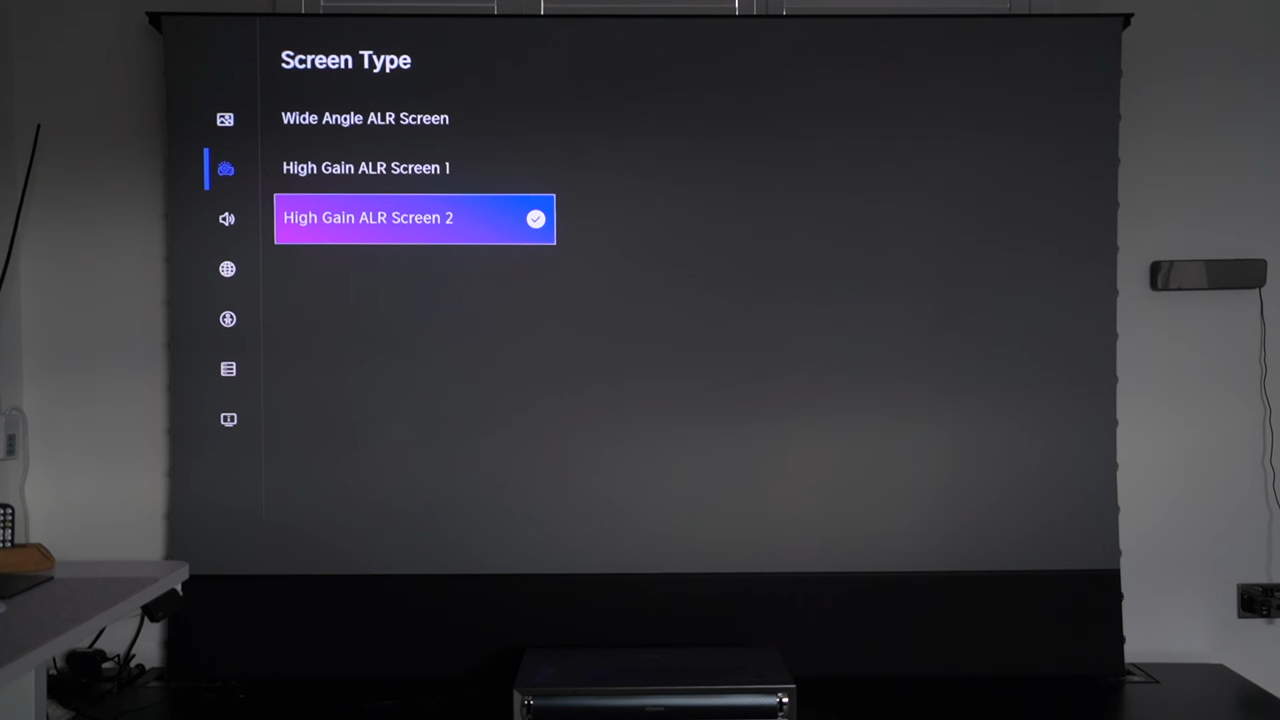 Screen Type
Wide Angle ALR Screen
High Gain ALR Screen 1
High Gain ALR Screen 2